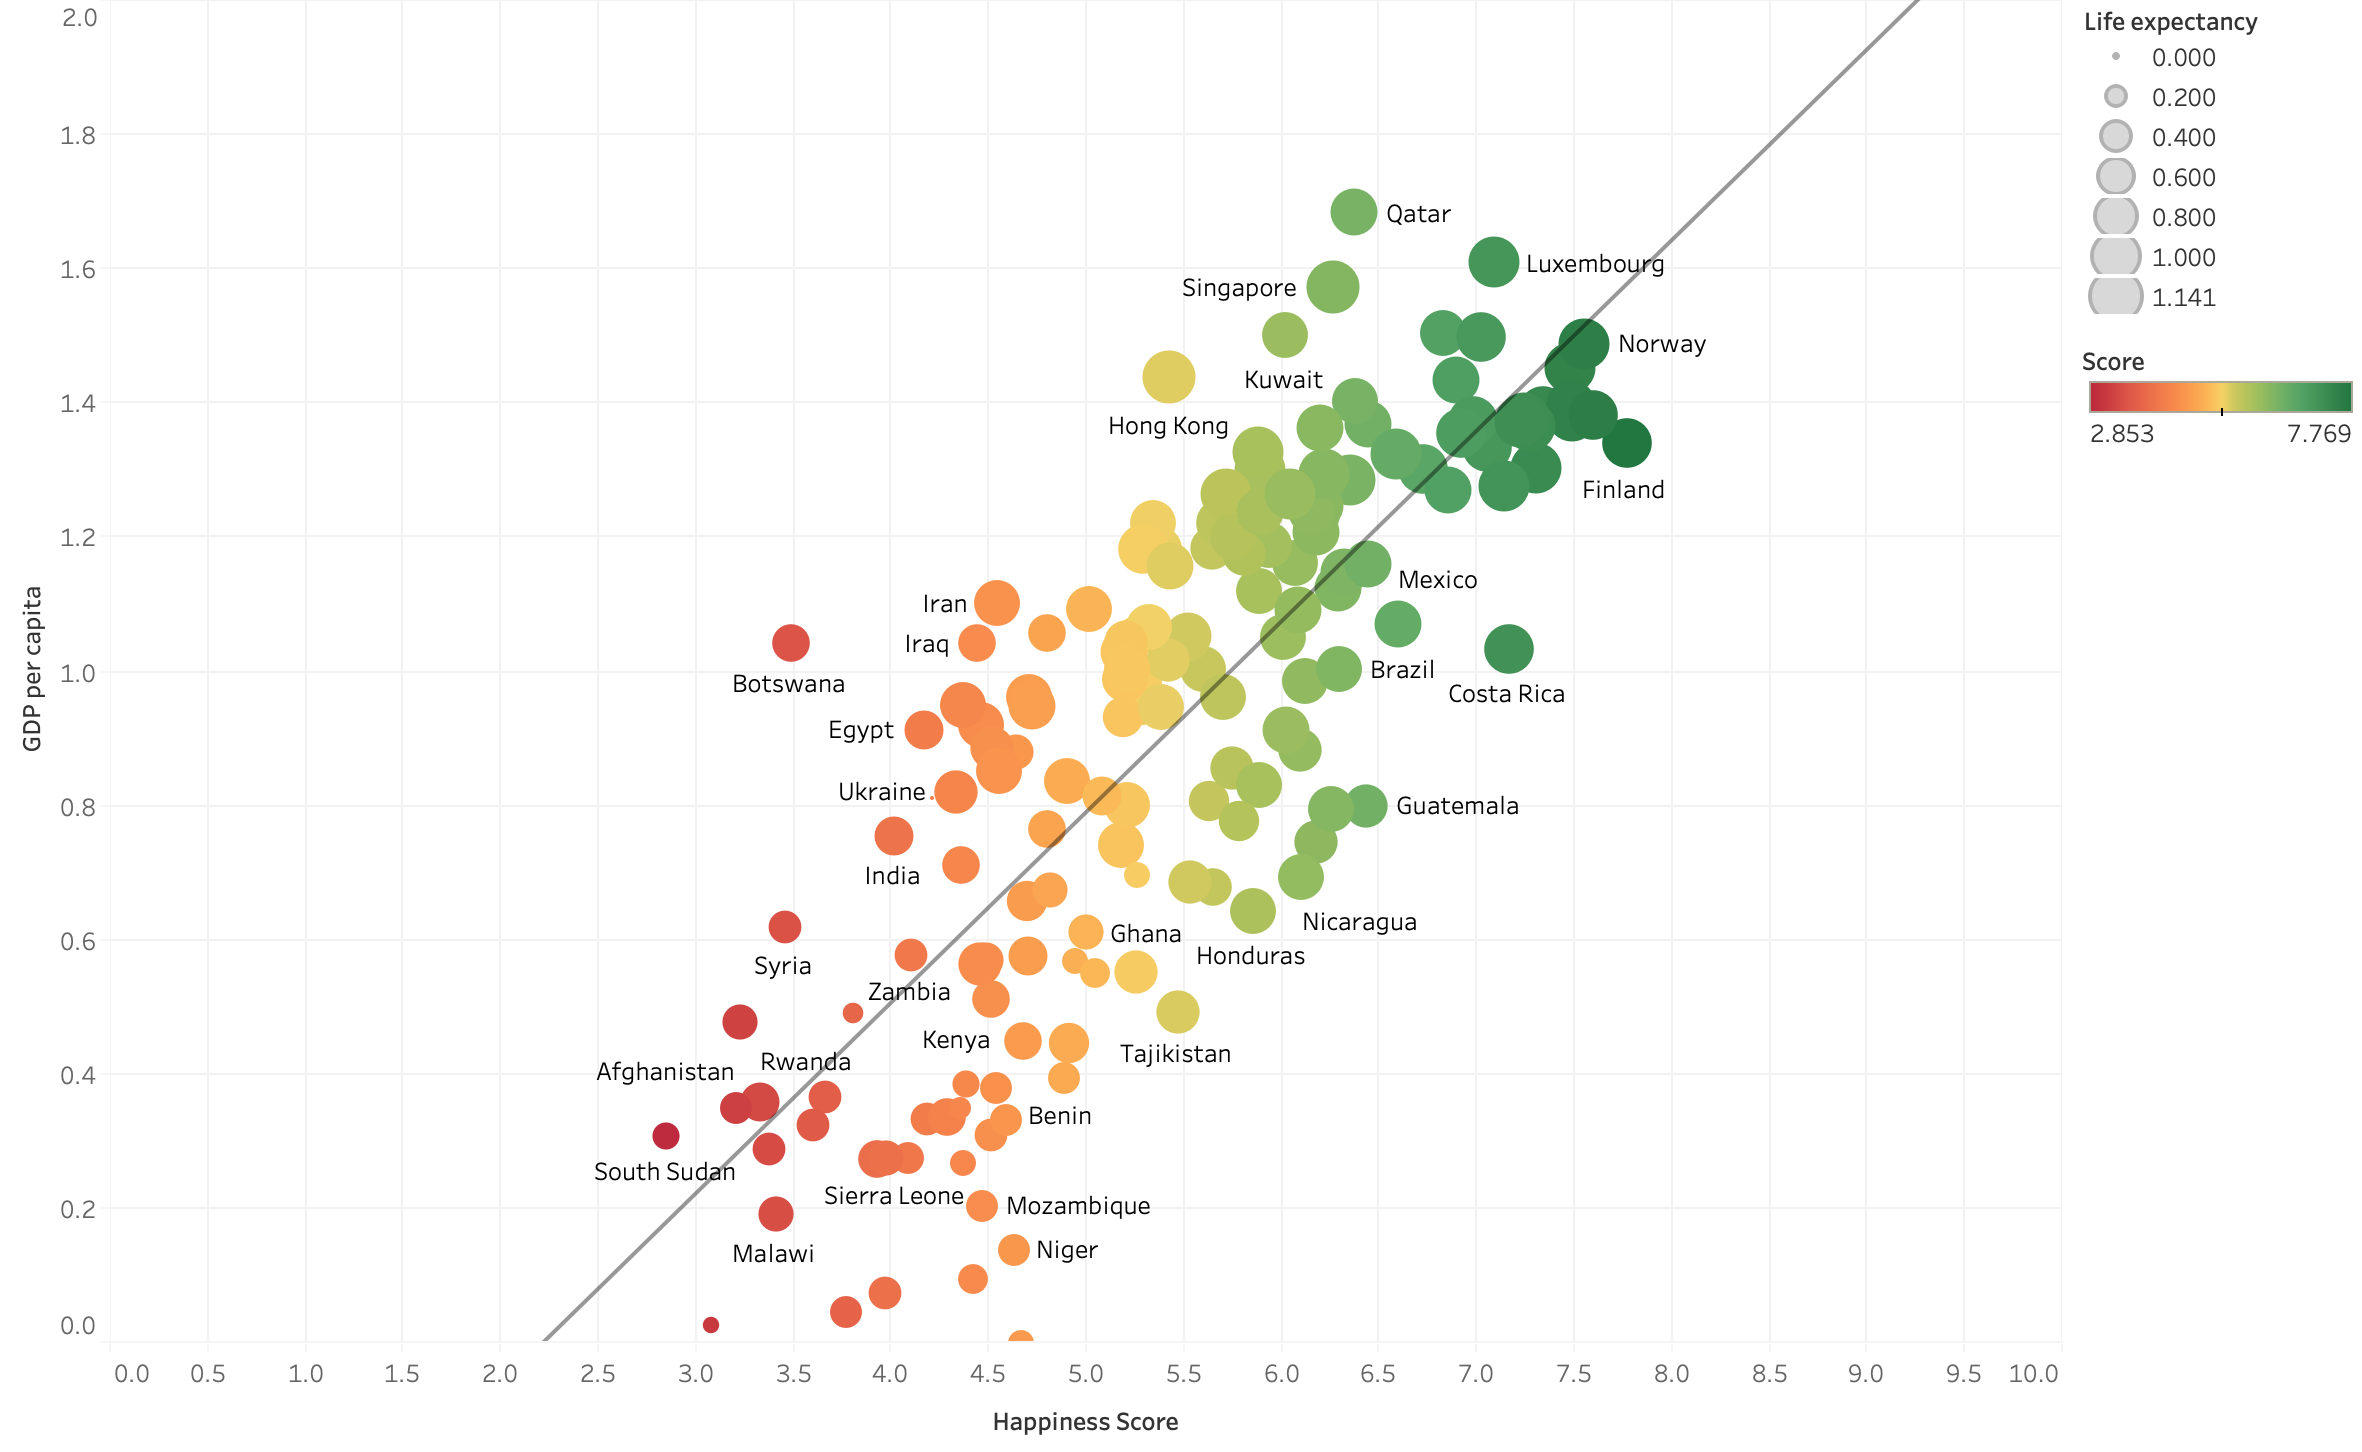 2.0
1.8
1.6
1.4
1.2
1.0
0.8
0.6
0.4
0.2
0.0
GDP per capita
Qatar
Luxembourg
Singapore
Norway
Kuwait
Hong Kong
Finland
Mexico
Iran
Iraq
Brazil
Botswana
Costa Rica
Egypt
Ukraine
Guatemala
India
Nicaragua
Ghana
Honduras
Syria
Zambia
Kenya
Tajikistan
Rwanda
Afghanistan
Benin
South Sudan
Sierra Leone
Mozambique
Malawi
Niger
0.0 0.5 1.0 1.5 2.0 2.5 3.0 3.5 4.0 4.5 5.0 5.5 6.0 6.5 7.0 7.5 8.0 8.5 9.0 9.5 10.0
Happiness Score
Life expectancy
0.000
0.200
0.400
0.600
0.800
1.000
1.141
Score
2.853 7.769